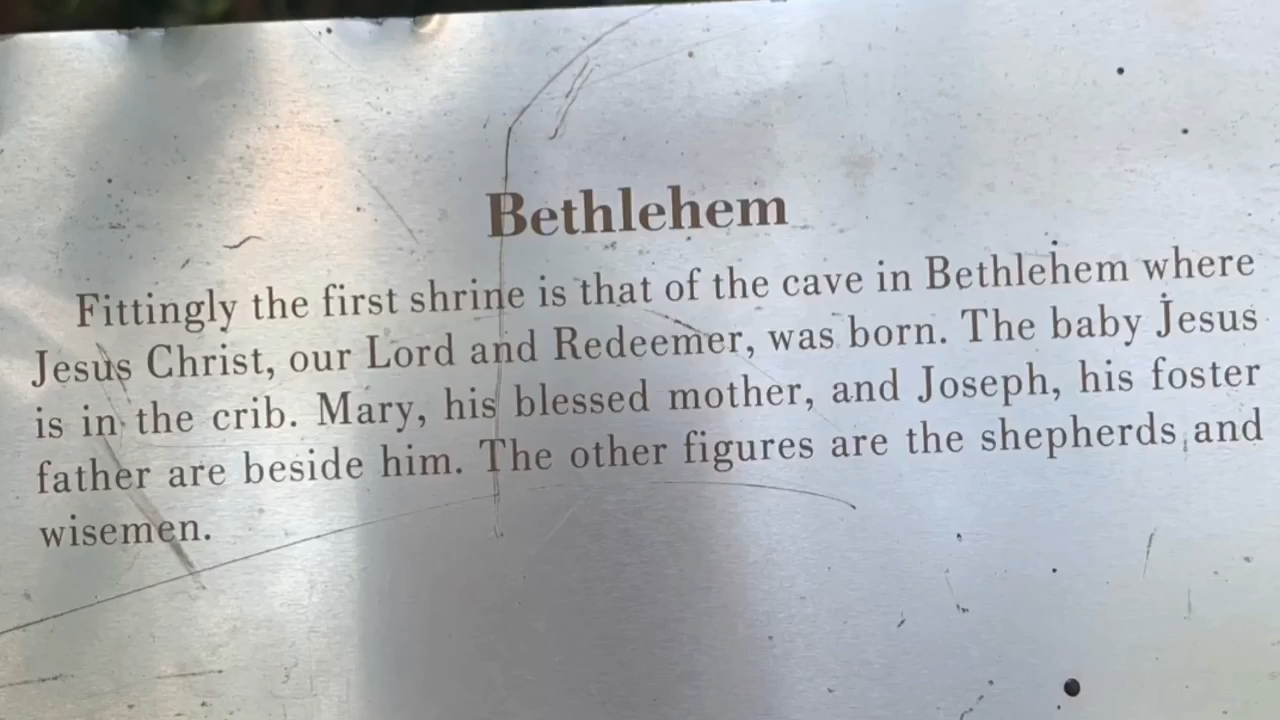 Bethlehem
Fittingly the first shrine is that of the cave in Bethlehem where
Jesus Christ, our Lord and Redeemer, was born. The baby Jesus
is in the crib. Mary, his blessed mother, and Joseph, his foster
father are beside him. The other figures are the shepherds and
wisemen.